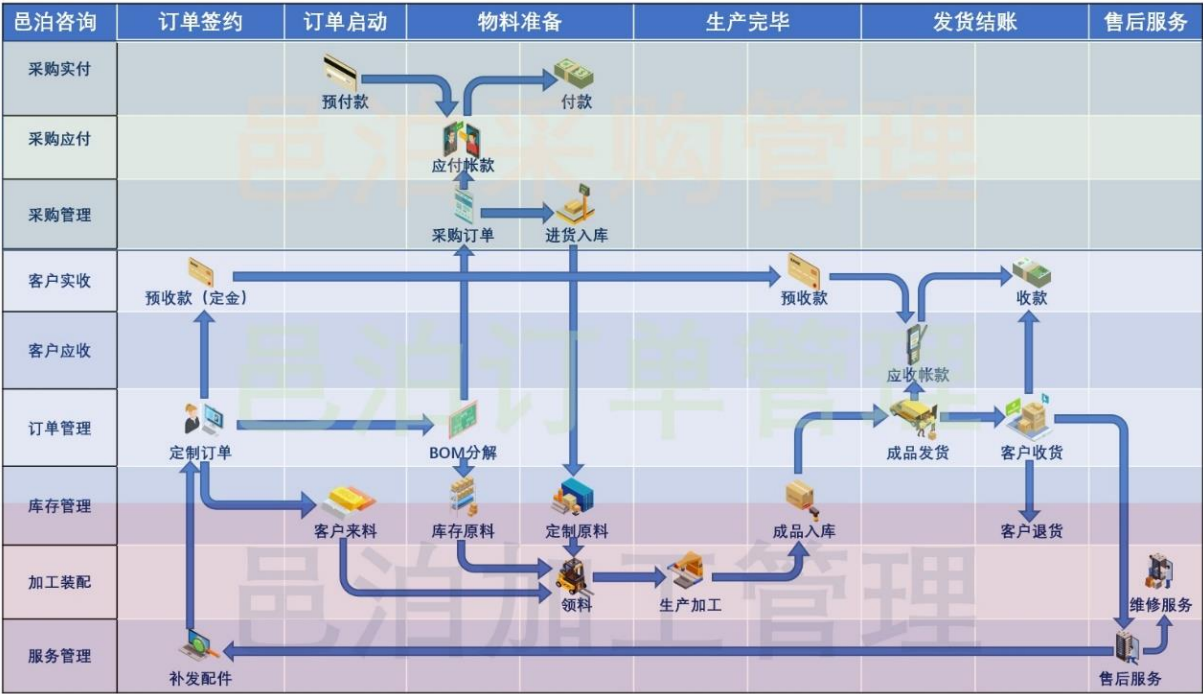 邑泊咨询 订单签约 订单启动 物料准备 生产完毕 发货结账 售后服务
采购实付
预付款 付款
采购应付
应付帐款
采购管理
采购订单 进货入库
客户实收
预收款（定金） 预收款 收款
客户应收
应收帐款
订单管理
定制订单 BOM分解 成品发货 客户收货
库存管理
客户来料 库存原料 定制原料 成品入库 客户退货
加工装配
领料 生产加工 维修服务
服务管理
补发配件 售后服务
邑泊采购管理
邑泊订单管理
邑泊加工管理